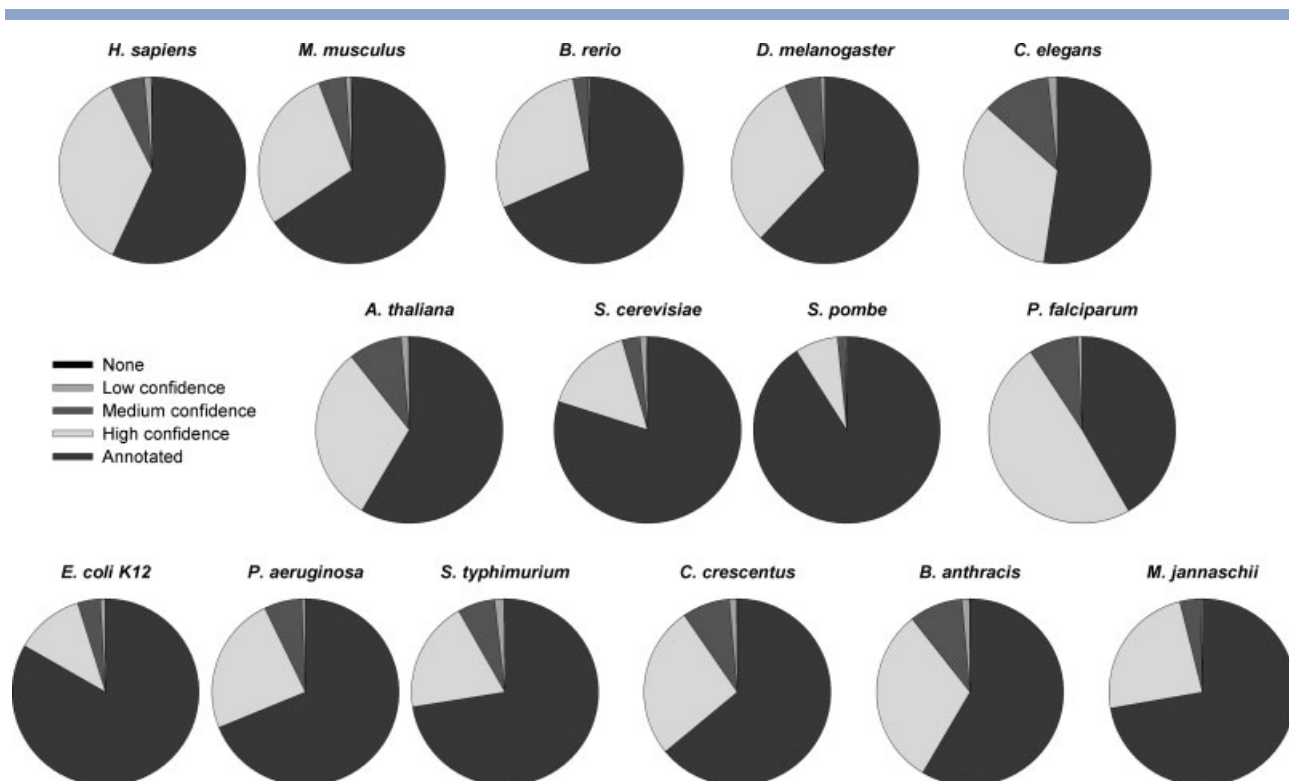 H. sapiens
M. musculus
B. rerio
D. melanogaster
C. elegans
A. thaliana
S. cerevisiae
S. pombe
P. falciparum
None
Low confidence
Medium confidence
High confidence
Annotated
E. coli K12
P. aeruginosa
S. typhimurium
C. crescentus
B. anthracis
M. jannaschii